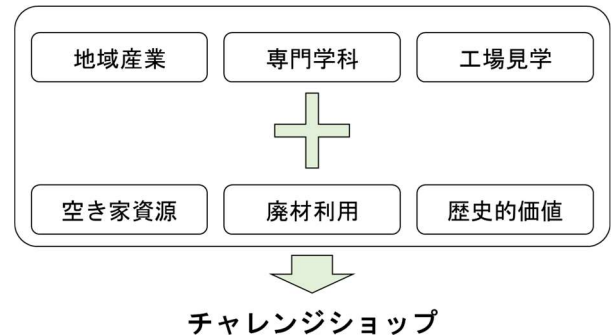 地域産業 専門学科 工場見学
空き家資源 廃材利用 歴史的価値
チャレンジショップ